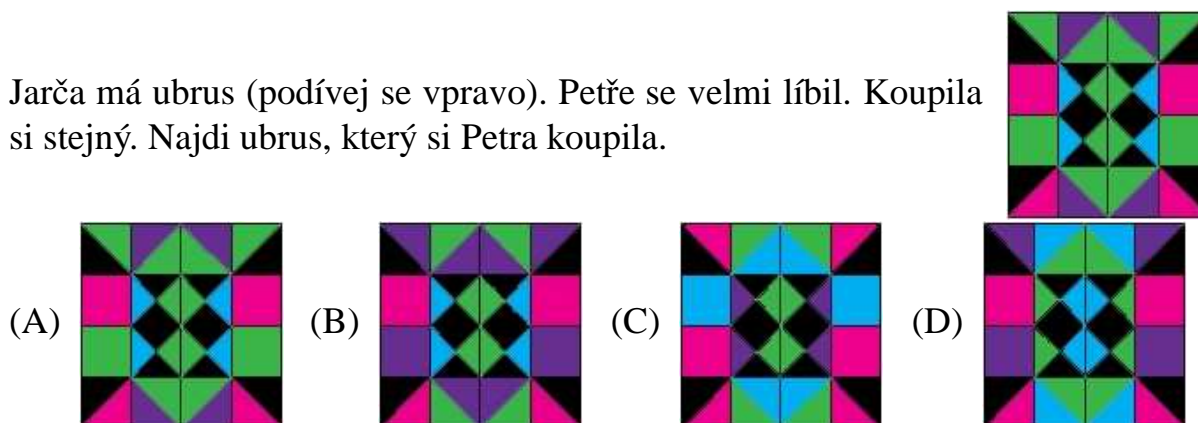 Jarča má ubrus (podívej se vpravo). Petře se velmi líbil. Koupila
si stejný. Najdi ubrus, který si Petra koupila.
(A) (B) (C) (D)